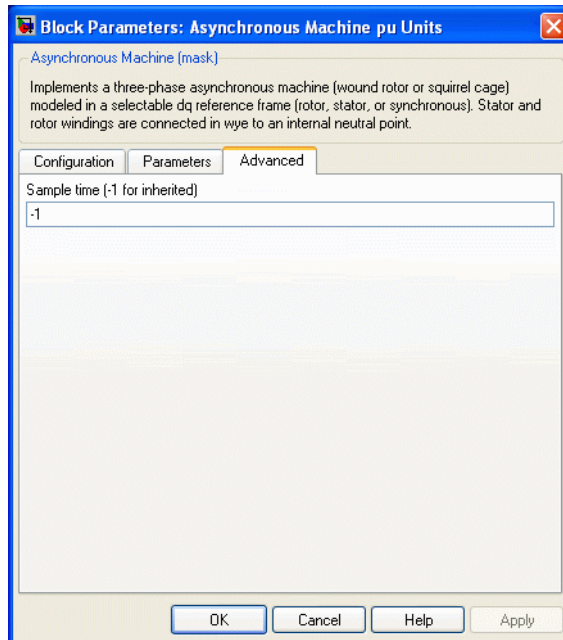 Block Parameters: Asynchronous Machine pu Units
Asynchronous Machine (mask)
Implements a three-phase asynchronous machine (wound rotor or squirrel cage)
modeled in a selectable dq reference frame (rotor, stator, or synchronous). Stator and
rotor windings are connected in wye to an internal neutral point.
Configuration Parameters Advanced
Sample time (-1 for inherited)
-1
OK Cancel Help Apply